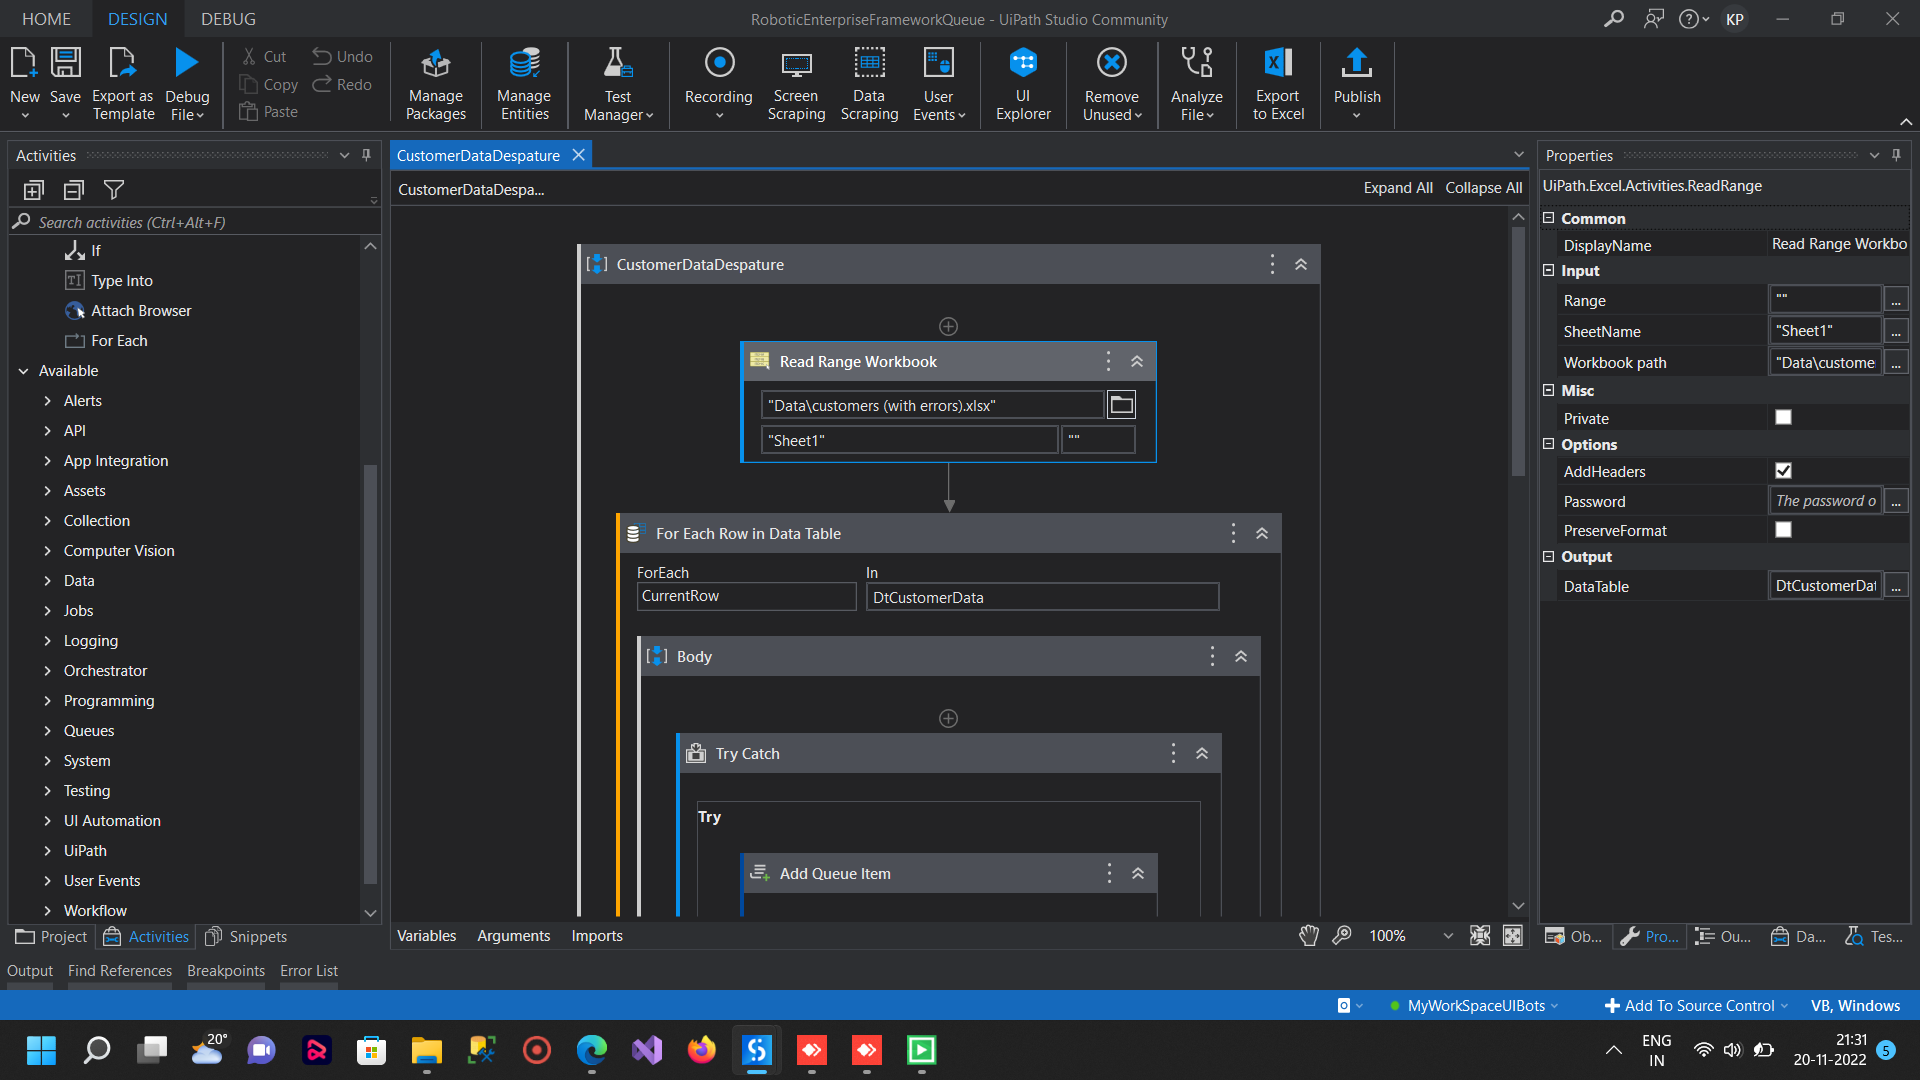 HOME DESIGN DEBUG
RoboticEnterpriseFrameworkQueue - UiPath Studio Community
KP
New
Save
Export as Template
Debug File
Cut
Copy
Paste
Undo
Redo
Manage Packages
Manage Entities
Test Manager
Recording
Screen Scraping
Data Scraping
User Events
UI Explorer
Remove Unused
Analyze File
Export to Excel
Publish
Activities
Search activities (Ctrl+Alt+F)
If
Type Into
Attach Browser
For Each
Available
Alerts
API
App Integration
Assets
Collection
Computer Vision
Data
Jobs
Logging
Orchestrator
Programming
Queues
System
Testing
UI Automation
UiPath
User Events
Workflow
Project Activities Snippets
CustomerDataDespature
CustomerDataDespa...
Expand All Collapse All
CustomerDataDespature
Read Range Workbook
"Data\customers (with errors).xlsx"
"Sheet1" ""
For Each Row in Data Table
ForEach In
CurrentRow DtCustomerData
Body
Try Catch
Try
Add Queue Item
Variables Arguments Imports
100%
Properties
UiPath.Excel.Activities.ReadRange
Common
DisplayName Read Range Workbo
Input
Range "" ...
SheetName "Sheet1" ...
Workbook path "Data\custome ...
Misc
Private
Options
AddHeaders
Password The password o ...
PreserveFormat
Output
DataTable DtCustomerDat ...
Ob... Pro... Ou... Da... Tes...
Output Find References Breakpoints Error List
MyWorkSpaceUIBots
Add To Source Control
VB, Windows
20°
ENG
IN
21:31
20-11-2022
5